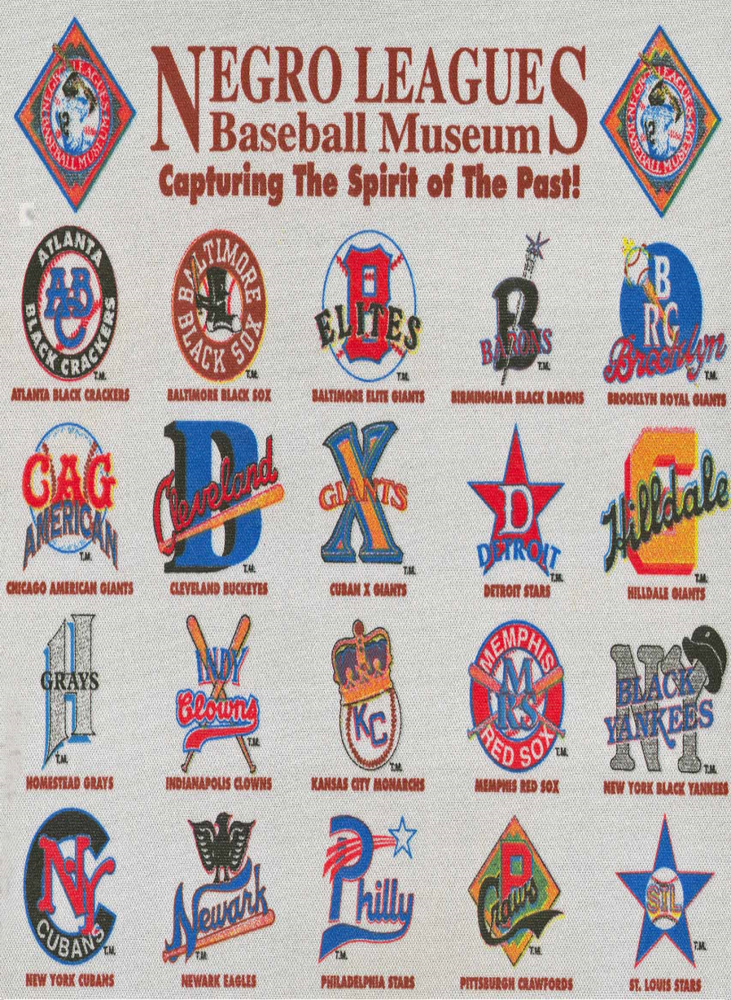 NEGRO LEAGUES
Baseball Museum
Capturing The Spirit of The Past!
NEGRO LEAGUES BASEBALL MUSEUM
NEGRO LEAGUES BASEBALL MUSEUM
ATLANTA BLACK CRACKERS
ABC
T.M.
ATLANTA BLACK CRACKERS
BALTIMORE BLACK SOX
T.M.
BALTIMORE BLACK SOX
B
ELITES
T.M.
BALTIMORE ELITE GIANTS
B
BARONS
T.M.
BIRMINGHAM BLACK BARONS
B
RG
Brooklyn
T.M.
BROOKLYN ROYAL GIANTS
CAG
AMERICAN
T.M.
CHICAGO AMERICAN GIANTS
B
Cleveland
T.M.
CLEVELAND BUCKEYES
X
GIANTS
T.M.
CUBAN X GIANTS
D
DETROIT
T.M.
DETROIT STARS
G
Hilldale
T.M.
HILLDALE GIANTS
H
GRAYS
T.M.
HOMESTEAD GRAYS
INDY
Clowns
T.M.
INDIANAPOLIS CLOWNS
KC
T.M.
KANSAS CITY MONARCHS
MEMPHIS
M
RS
RED SOX
T.M.
MEMPHIS RED SOX
NY
BLACK
YANKEES
T.M.
NEW YORK BLACK YANKEES
C
NY
CUBANS
T.M.
NEW YORK CUBANS
Newark
T.M.
NEWARK EAGLES
Philly
T.M.
PHILADELPHIA STARS
P
Craws
T.M.
PITTSBURGH CRAWFORDS
STL
T.M.
ST. LOUIS STARS